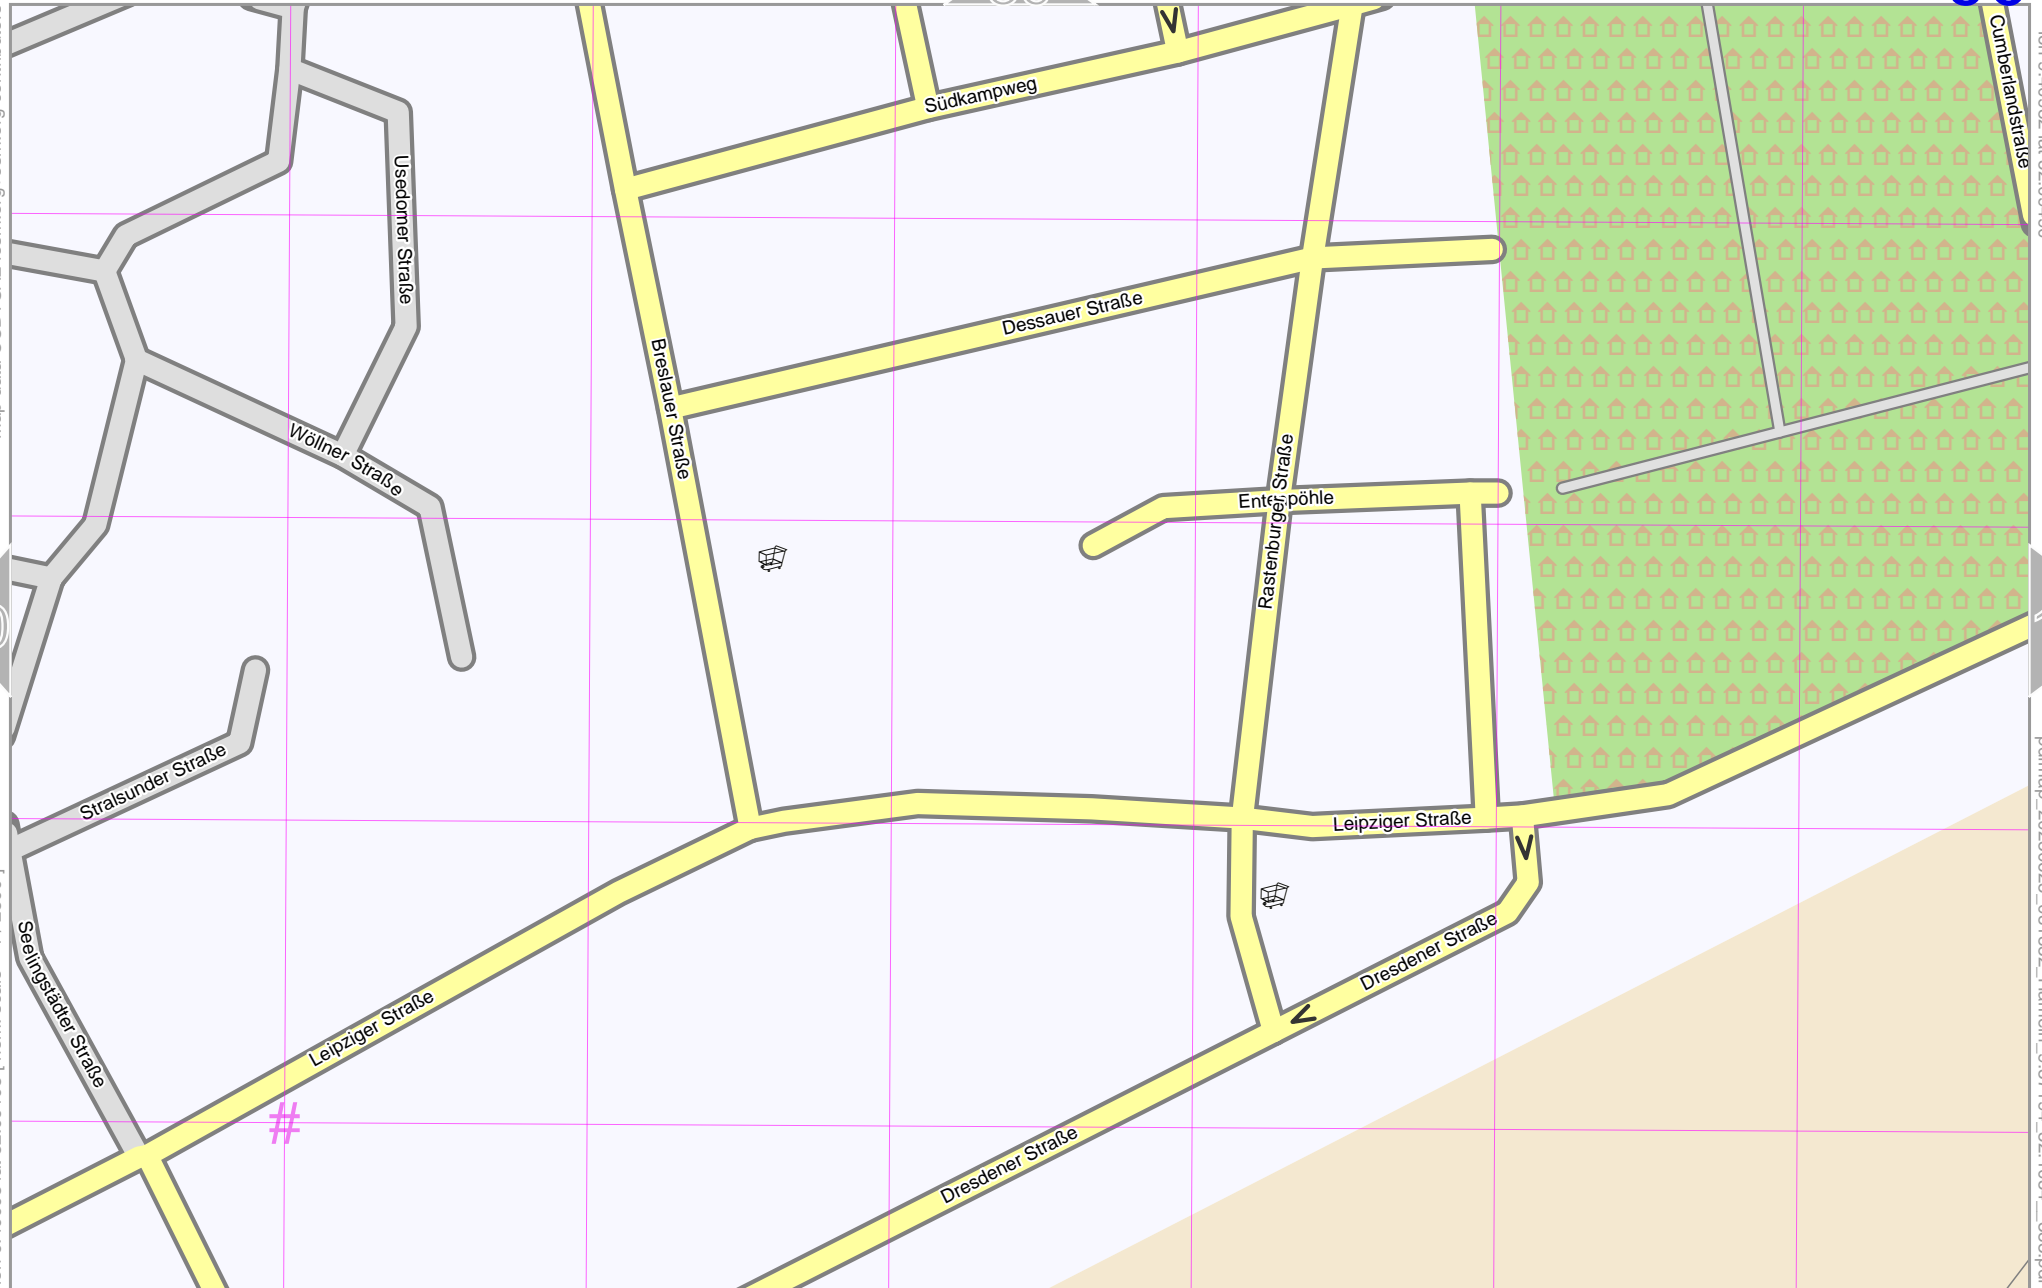 Cumberlandstraße
Südkampweg
Usedomer Straße
Dessauer Straße
Breslauer Straße
Wöllner Straße
Rastenburger Straße
Entenpöhle
Stralsunder Straße
Leipziger Straße
Seelingstädter Straße
Dresdener Straße
Leipziger Straße
#
Dresdener Straße